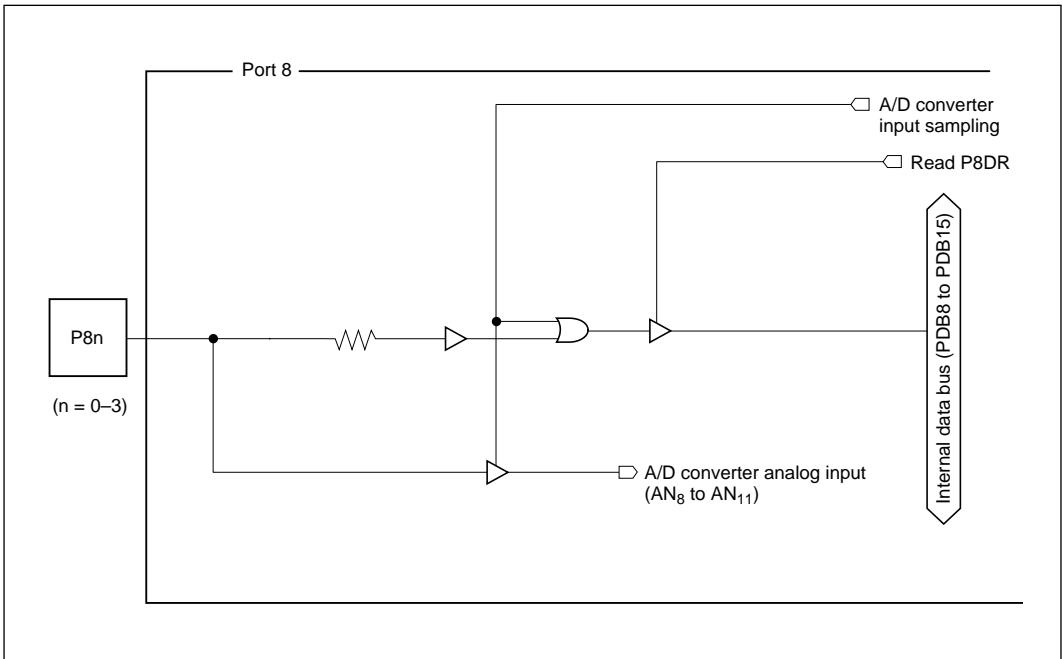 Port 8
A/D converter
input sampling
Read P8DR
Internal data bus (PDB8 to PDB15)
P8n
(n = 0–3)
A/D converter analog input
(AN8 to AN11)